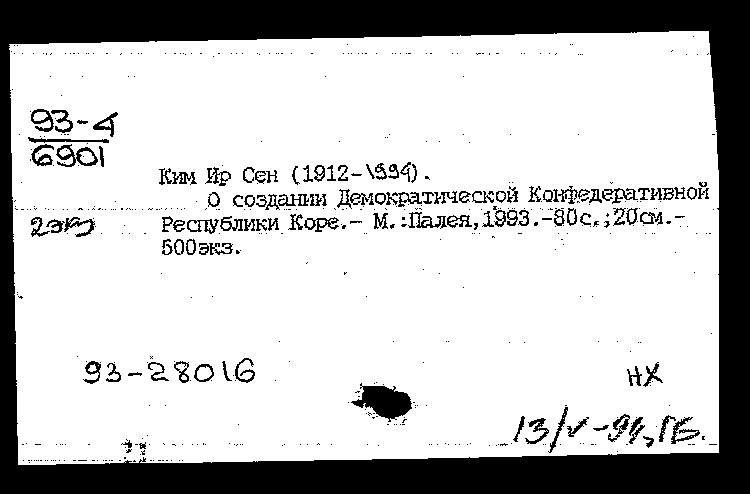 93-4
6901
Ким Ир Сен (1912-1994).
О создании Демократической Конфедеративной
2экз
Республики Коре.- М.:Палея,1993.-80с.;20см.-
500экз.
93-28016
НХ
13/V-94, ГБ.